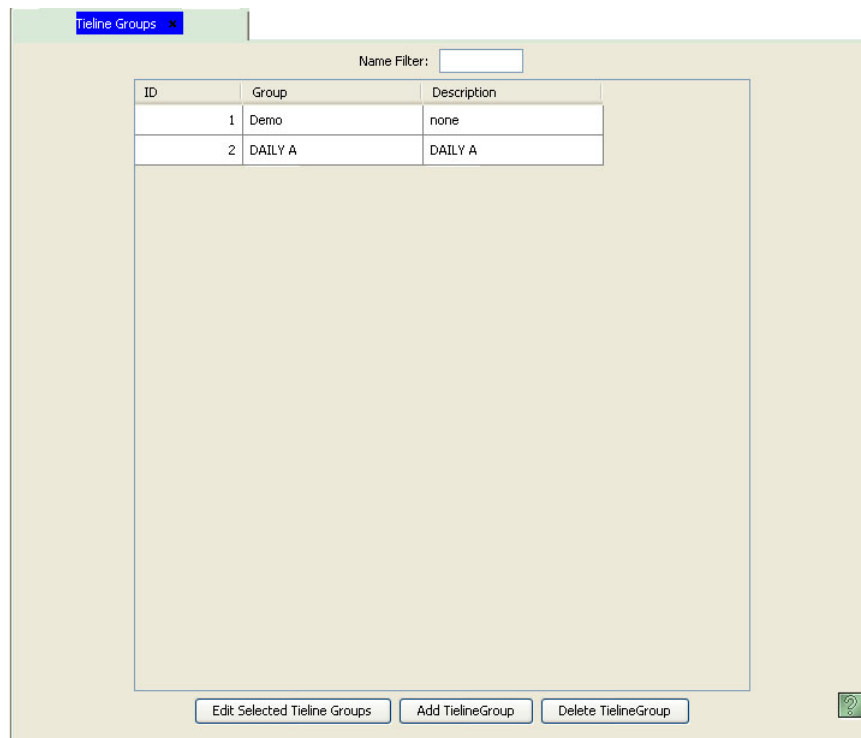 Tieline Groups ×
Name Filter:
ID Group Description
1 Demo none
2 DAILY A DAILY A
Edit Selected Tieline Groups Add TielineGroup Delete TielineGroup ?